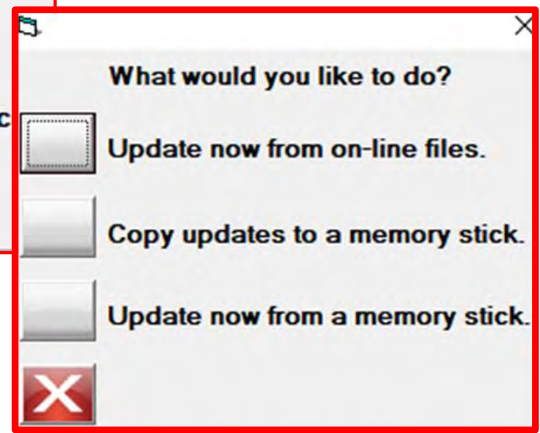 What would you like to do?
c
Update now from on-line files.
Copy updates to a memory stick.
Update now from a memory stick.